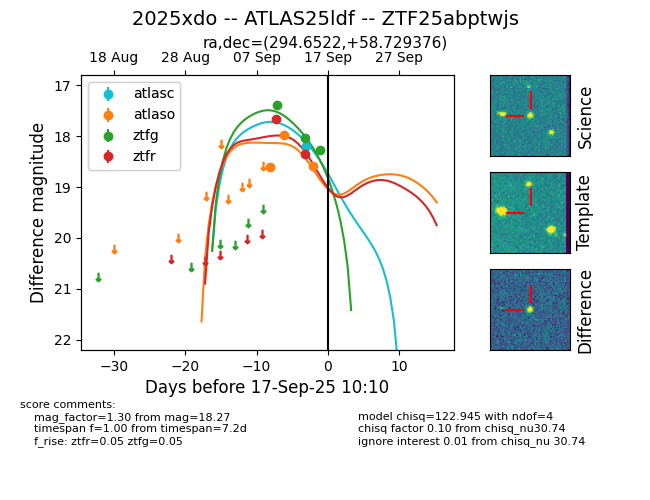 2025xdo -- ATLAS25ldf -- ZTF25abptwjs
ra,dec=(294.6522,+58.729376)
18 Aug 28 Aug 07 Sep 17 Sep 27 Sep
17
18
19
20
21
22
Difference magnitude
atlasc
atlaso
ztfg
ztfr
−30 −20 −10 0 10
Days before 17-Sep-25 10:10
Science
Template
Difference
score comments:
mag_factor=1.30 from mag=18.27
timespan f=1.00 from timespan=7.2d
f_rise: ztfr=0.05 ztfg=0.05
model chisq=122.945 with ndof=4
chisq factor 0.10 from chisq_nu30.74
ignore interest 0.01 from chisq_nu 30.74